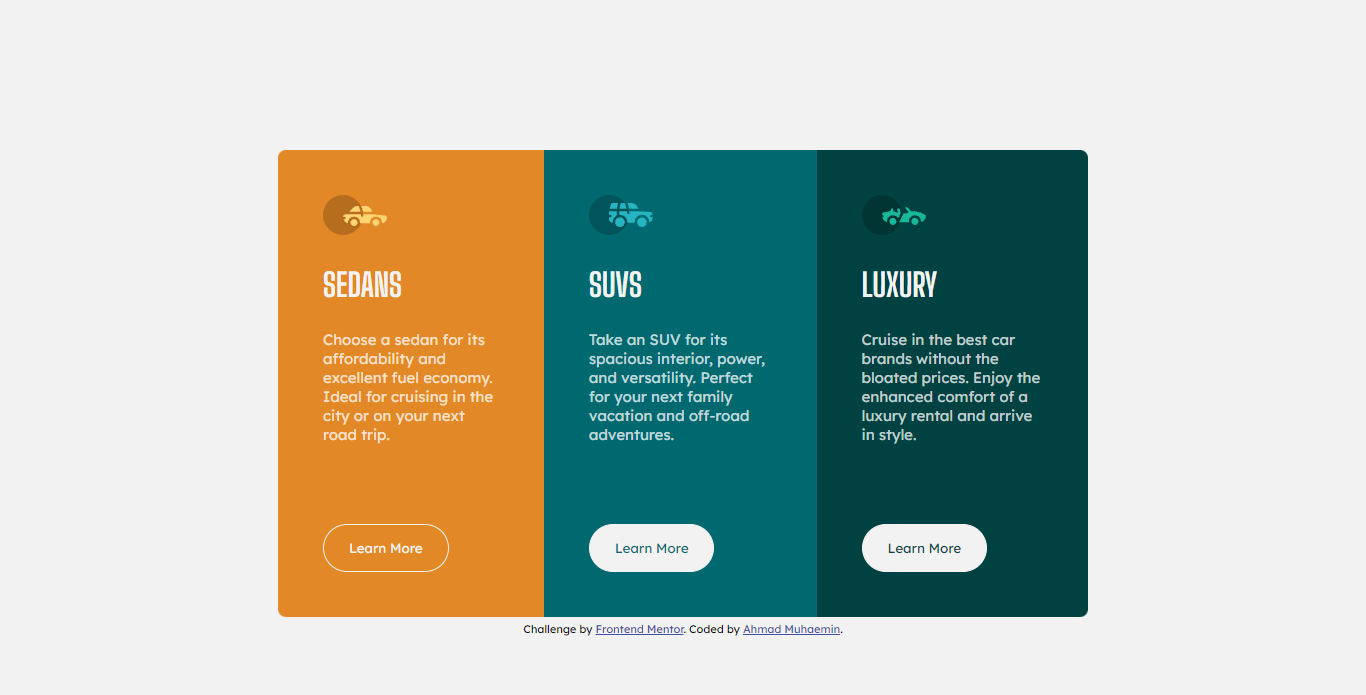 SEDANS
Choose a sedan for its
affordability and
excellent fuel economy.
Ideal for cruising in the
city or on your next
road trip.
Learn More
SUVS
Take an SUV for its
spacious interior, power,
and versatility. Perfect
for your next family
vacation and off-road
adventures.
Learn More
LUXURY
Cruise in the best car
brands without the
bloated prices. Enjoy the
enhanced comfort of a
luxury rental and arrive
in style.
Learn More
Challenge by Frontend Mentor. Coded by Ahmad Muhaemin.